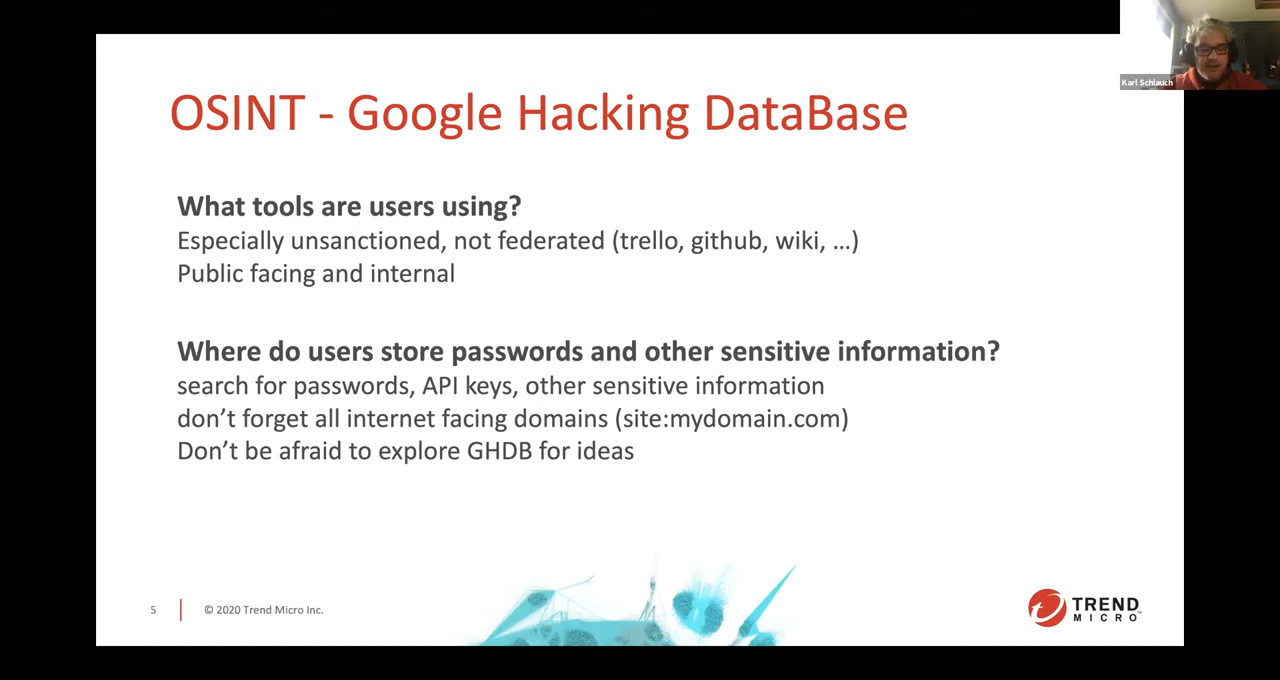 Karl Schlauch
OSINT - Google Hacking DataBase
What tools are users using?
Especially unsanctioned, not federated (trello, github, wiki, ...)
Public facing and internal
Where do users store passwords and other sensitive information?
search for passwords, API keys, other sensitive information
don’t forget all internet facing domains (site:mydomain.com)
Don’t be afraid to explore GHDB for ideas
5
© 2020 Trend Micro Inc.
TREND
MICRO™